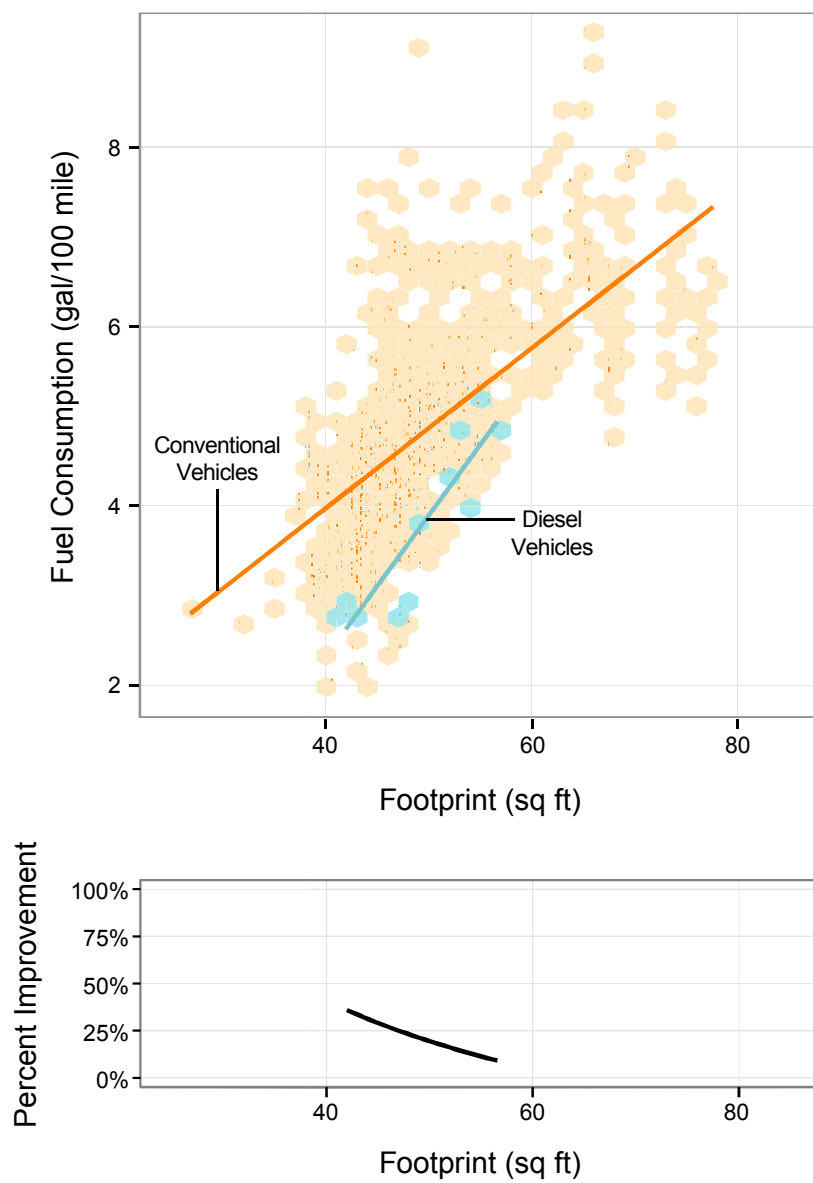 Fuel Consumption (gal/100 mile)
8
6
4
2
Conventional
Vehicles
Diesel
Vehicles
40 60 80
Footprint (sq ft)
Percent Improvement
100%
75%
50%
25%
0%
40 60 80
Footprint (sq ft)